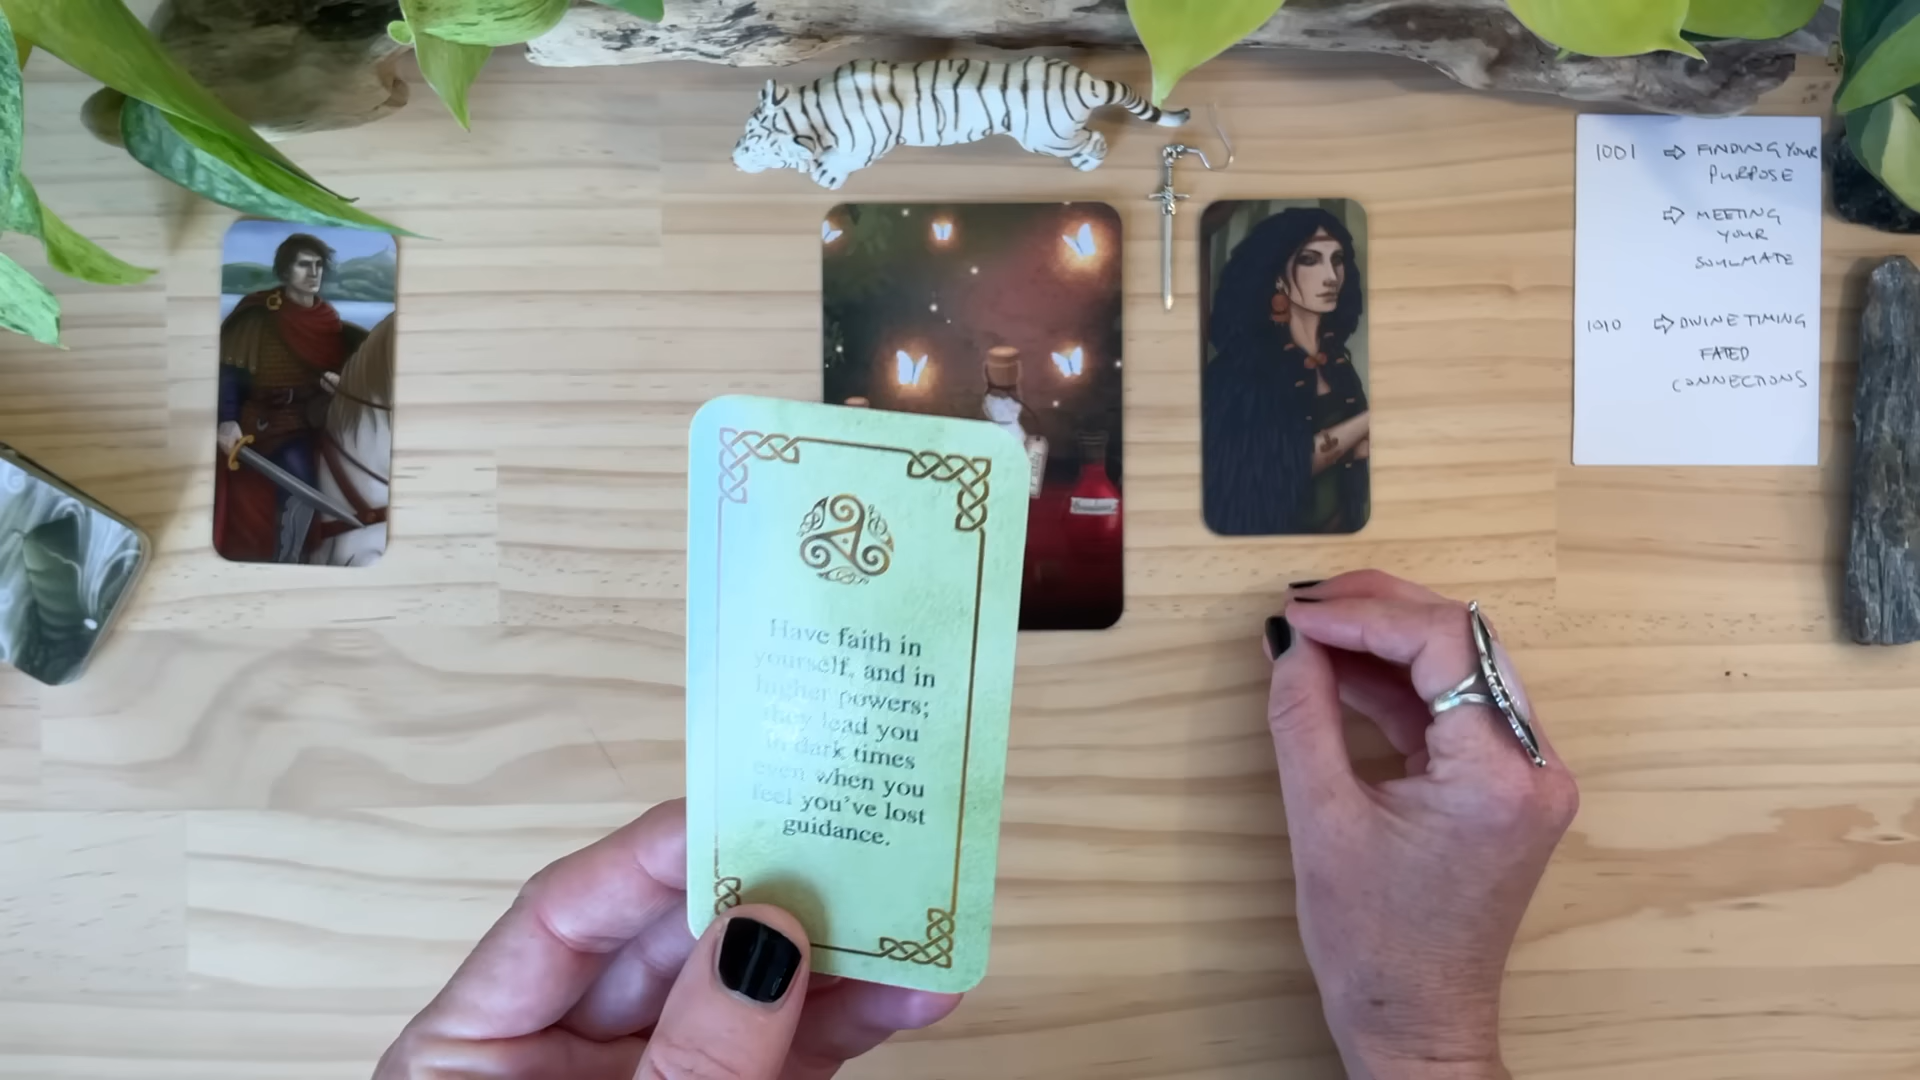 Have faith in
yourself, and in
higher powers;
they lead you
in dark times
even when you
feel you've lost
guidance.
1001 ⇨ FINDING YOUR
PURPOSE
⇨ MEETING
YOUR
SOULMATE
1010 ⇨ DIVINE TIMING
FATED
CONNECTIONS